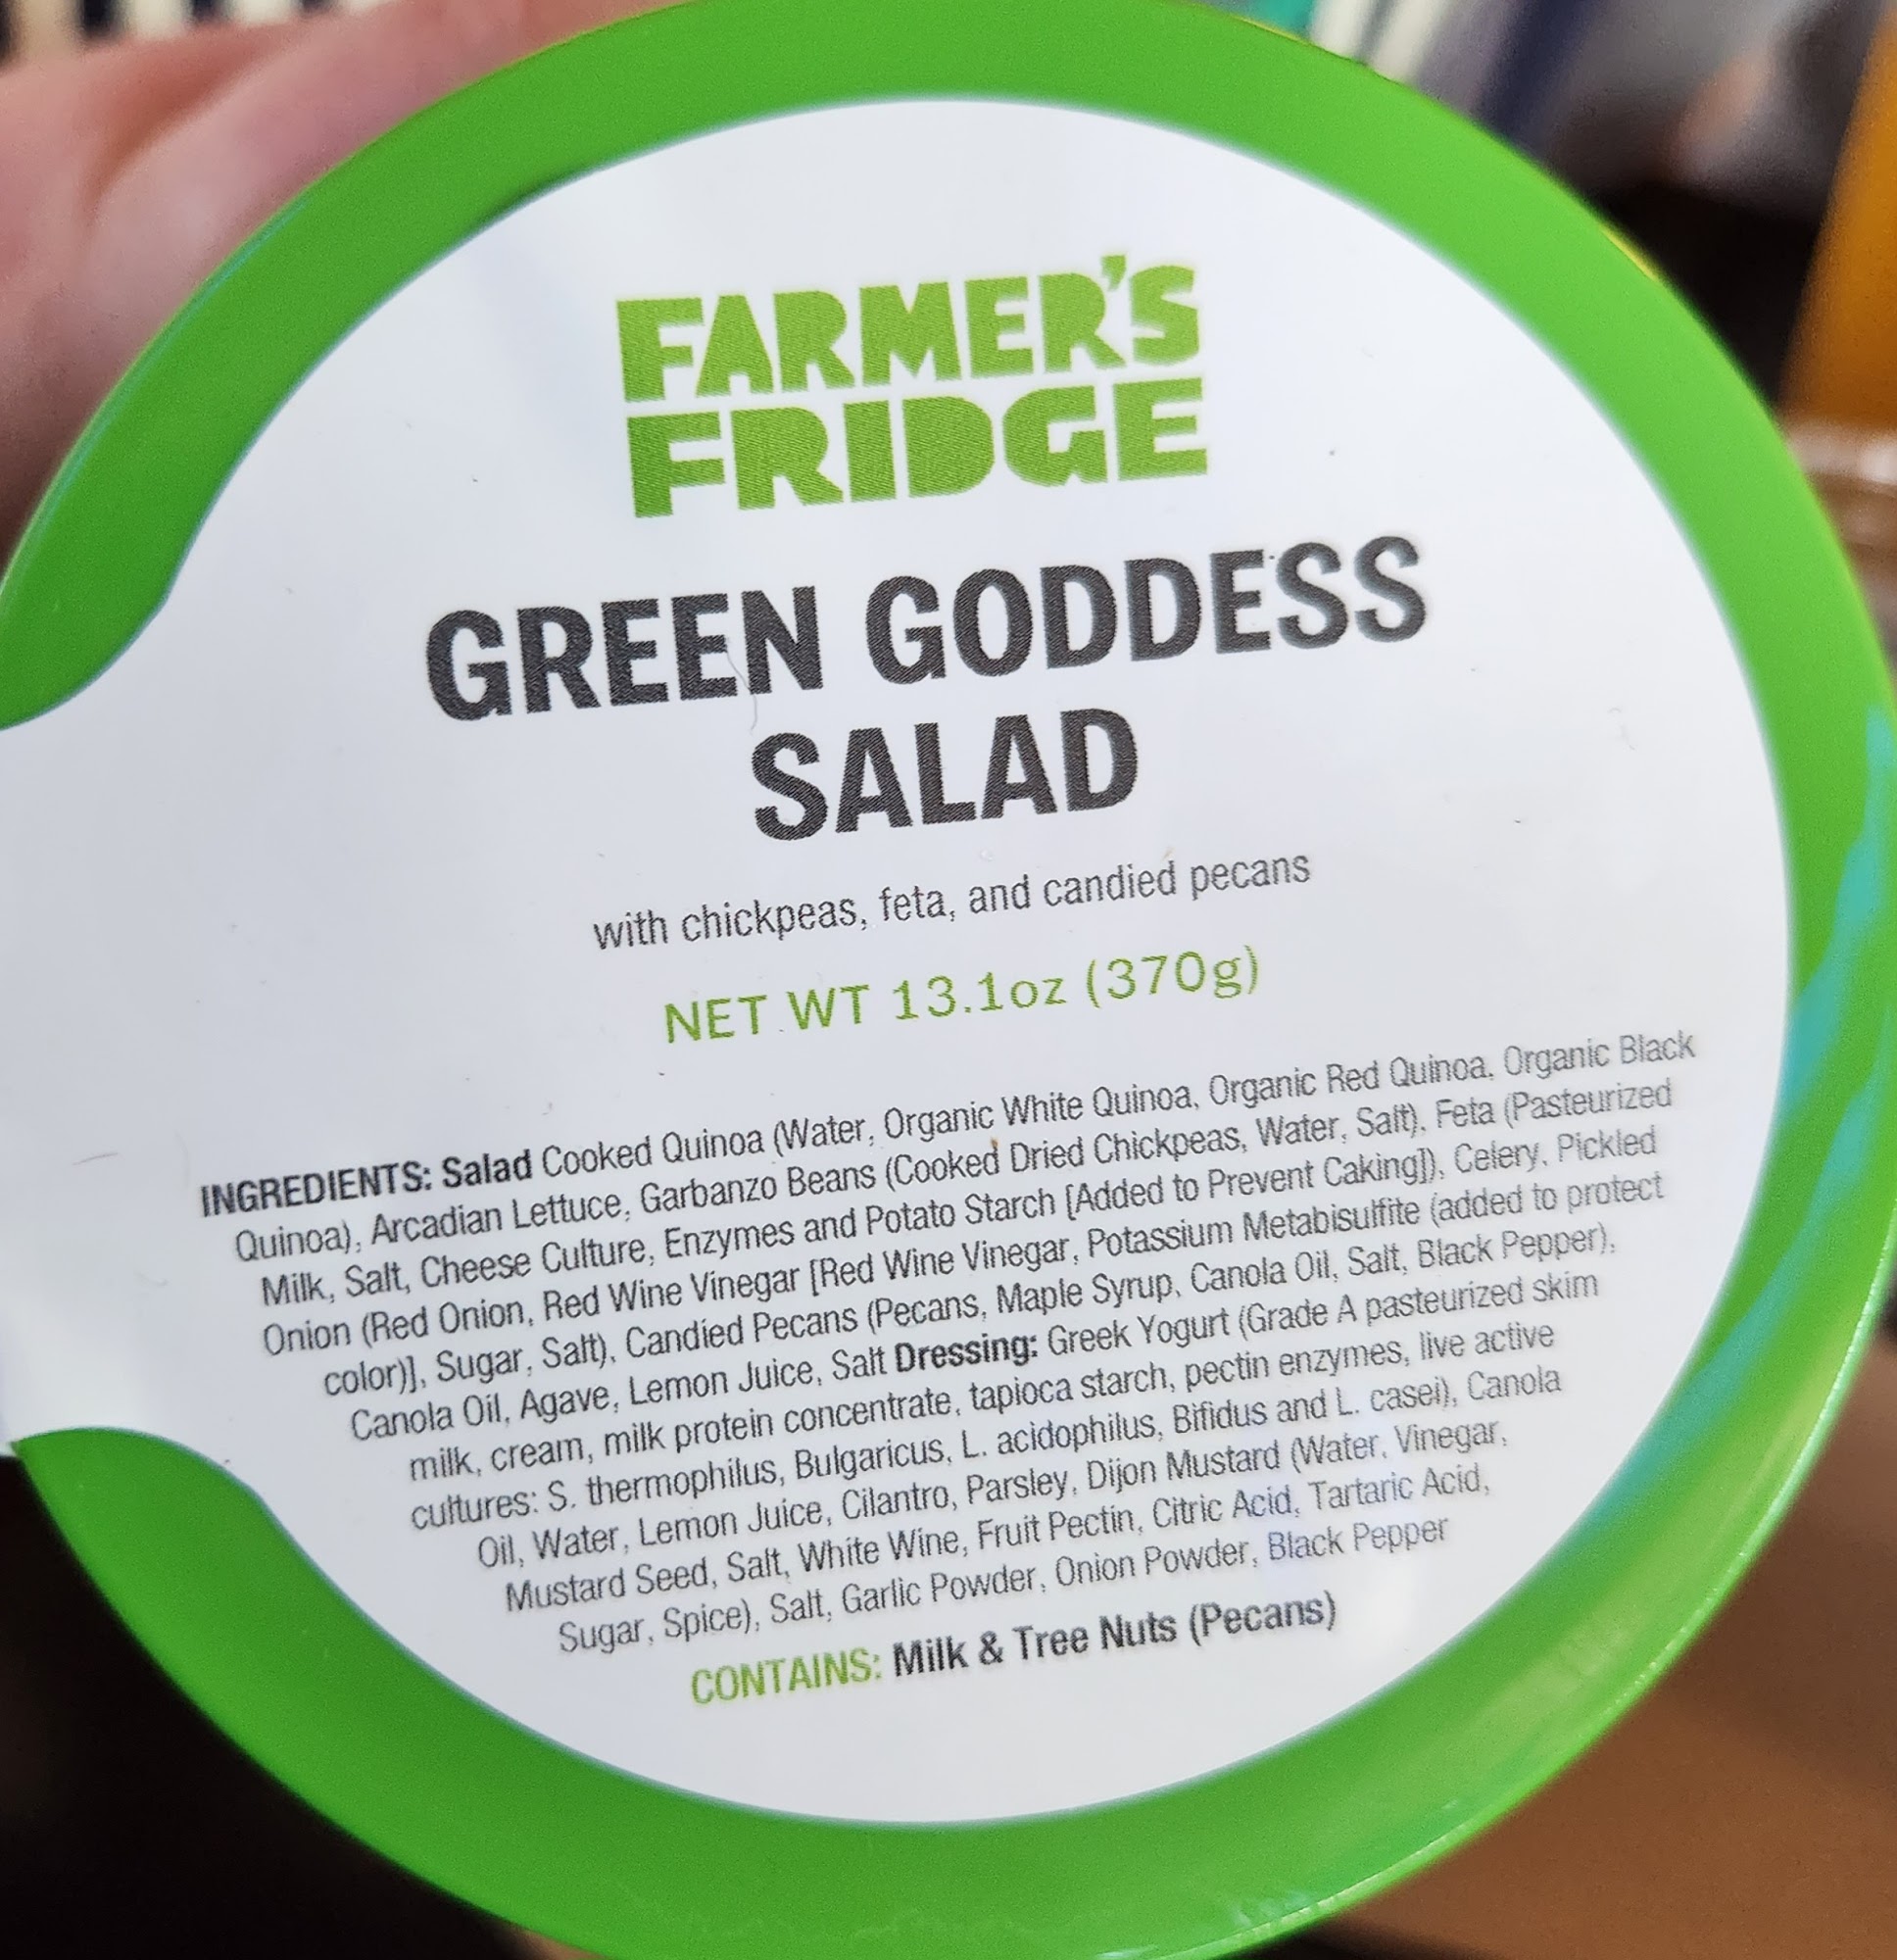 FARMER'S
FRIDGE
GREEN GODDESS
SALAD
with chickpeas, feta, and candied pecans
NET WT 13.1oz (370g)
INGREDIENTS: Salad Cooked Quinoa (Water, Organic White Quinoa, Organic Red Quinoa, Organic Black
Quinoa), Arcadian Lettuce, Garbanzo Beans (Cooked Dried Chickpeas, Water, Salt), Feta (Pasteurized
Milk, Salt, Cheese Culture, Enzymes and Potato Starch [Added to Prevent Caking]), Celery, Pickled
Onion (Red Onion, Red Wine Vinegar [Red Wine Vinegar, Potassium Metabisulfite (added to protect
color)], Sugar, Salt), Candied Pecans (Pecans, Maple Syrup, Canola Oil, Salt, Black Pepper),
Canola Oil, Agave, Lemon Juice, Salt Dressing: Greek Yogurt (Grade A pasteurized skim
milk, cream, milk protein concentrate, tapioca starch, pectin enzymes, live active
cultures: S. thermophilus, Bulgaricus, L. acidophilus, Bifidus and L. casei), Canola
Oil, Water, Lemon Juice, Cilantro, Parsley, Dijon Mustard (Water, Vinegar,
Mustard Seed, Salt, White Wine, Fruit Pectin, Citric Acid, Tartaric Acid,
Sugar, Spice), Salt, Garlic Powder, Onion Powder, Black Pepper
CONTAINS: Milk & Tree Nuts (Pecans)